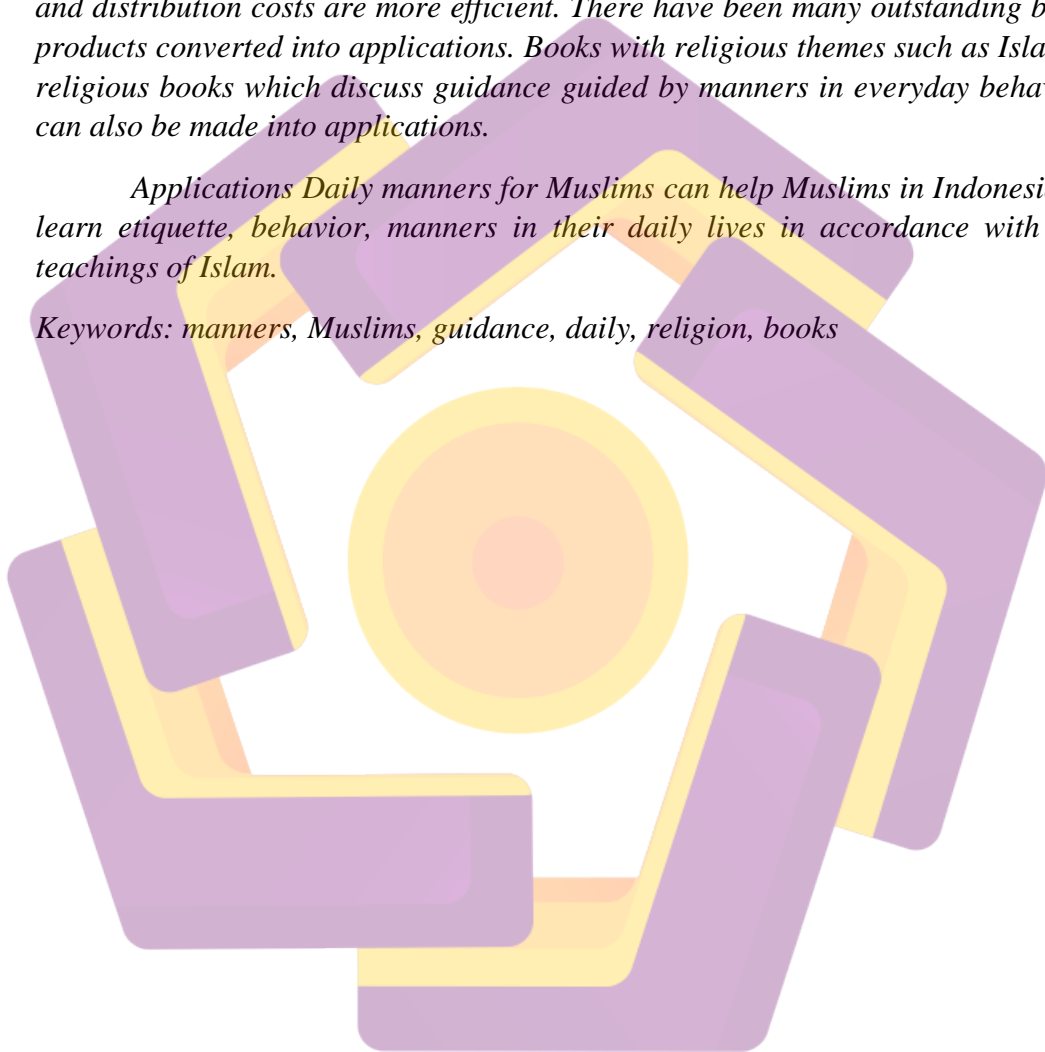 and distribution costs are more efficient. There have been many outstanding b
products converted into applications. Books with religious themes such as Isla
religious books which discuss guidance guided by manners in everyday behav
can also be made into applications.
Applications Daily manners for Muslims can help Muslims in Indonesi
learn etiquette, behavior, manners in their daily lives in accordance with
teachings of Islam.
Keywords: manners, Muslims, guidance, daily, religion, books